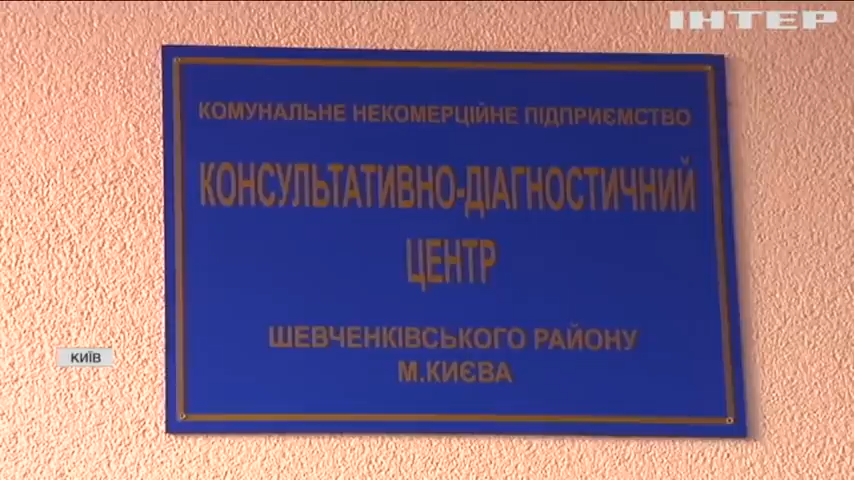 ІНТЕР
КОМУНАЛЬНЕ НЕКОМЕРЦІЙНЕ ПІДПРИЄМСТВО
КОНСУЛЬТАТИВНО-ДІАГНОСТИЧНИЙ
ЦЕНТР
ШЕВЧЕНКІВСЬКОГО РАЙОНУ
М.КИЄВА
КИЇВ